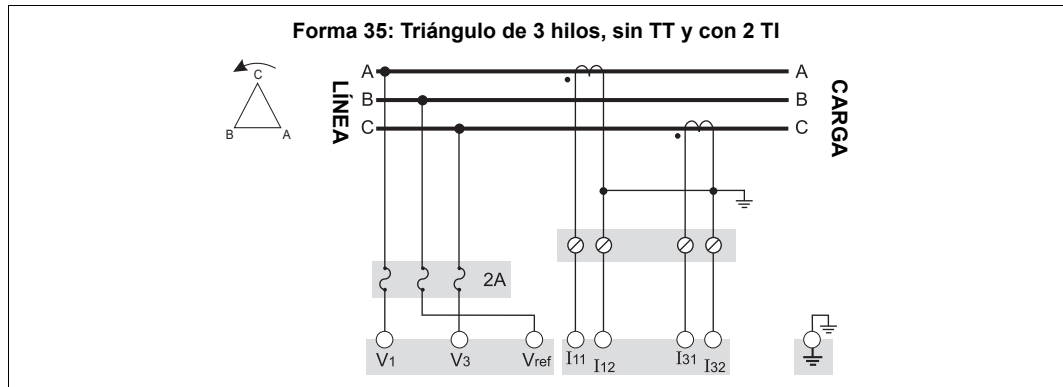 Forma 35: Triángulo de 3 hilos, sin TT y con 2 TI
C
B
A
LÍNEA
A
B
C
A
B
C
CARGA
2A
V1
V3
Vref
I11
I12
I31
I32